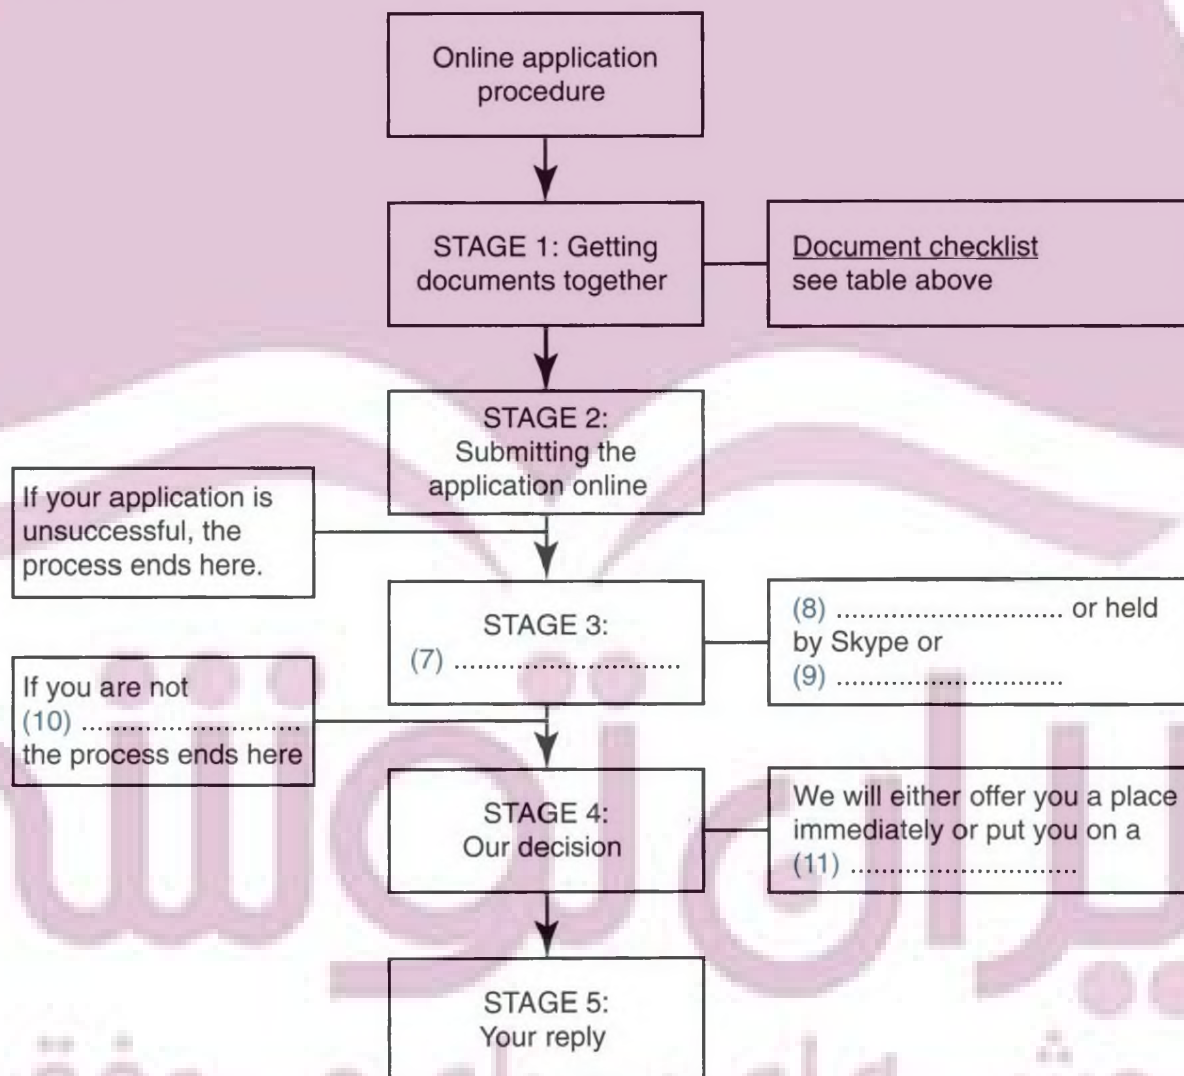 Online application
procedure
STAGE 1: Getting
documents together
Document checklist
see table above
STAGE 2:
Submitting the
application online
If your application is
unsuccessful, the
process ends here.
STAGE 3:
(7) ..............................
(8) .............................. or held
by Skype or
(9) ..............................
If you are not
(10) ..............................
the process ends here
STAGE 4:
Our decision
We will either offer you a place
immediately or put you on a
(11) ..............................
STAGE 5:
Your reply